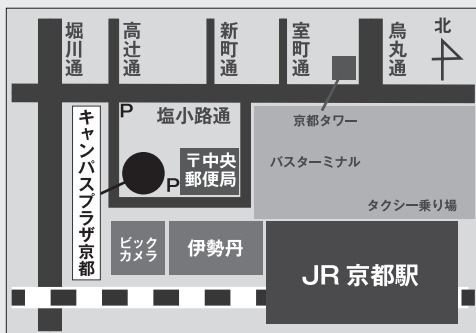 堀川通
高辻通
新町通
室町通
烏丸通
北
P
塩小路通
京都タワー
キャンパスプラザ京都
P
〒中央
郵便局
バスターミナル
タクシー乗り場
ビック
カメラ
伊勢丹
JR 京都駅